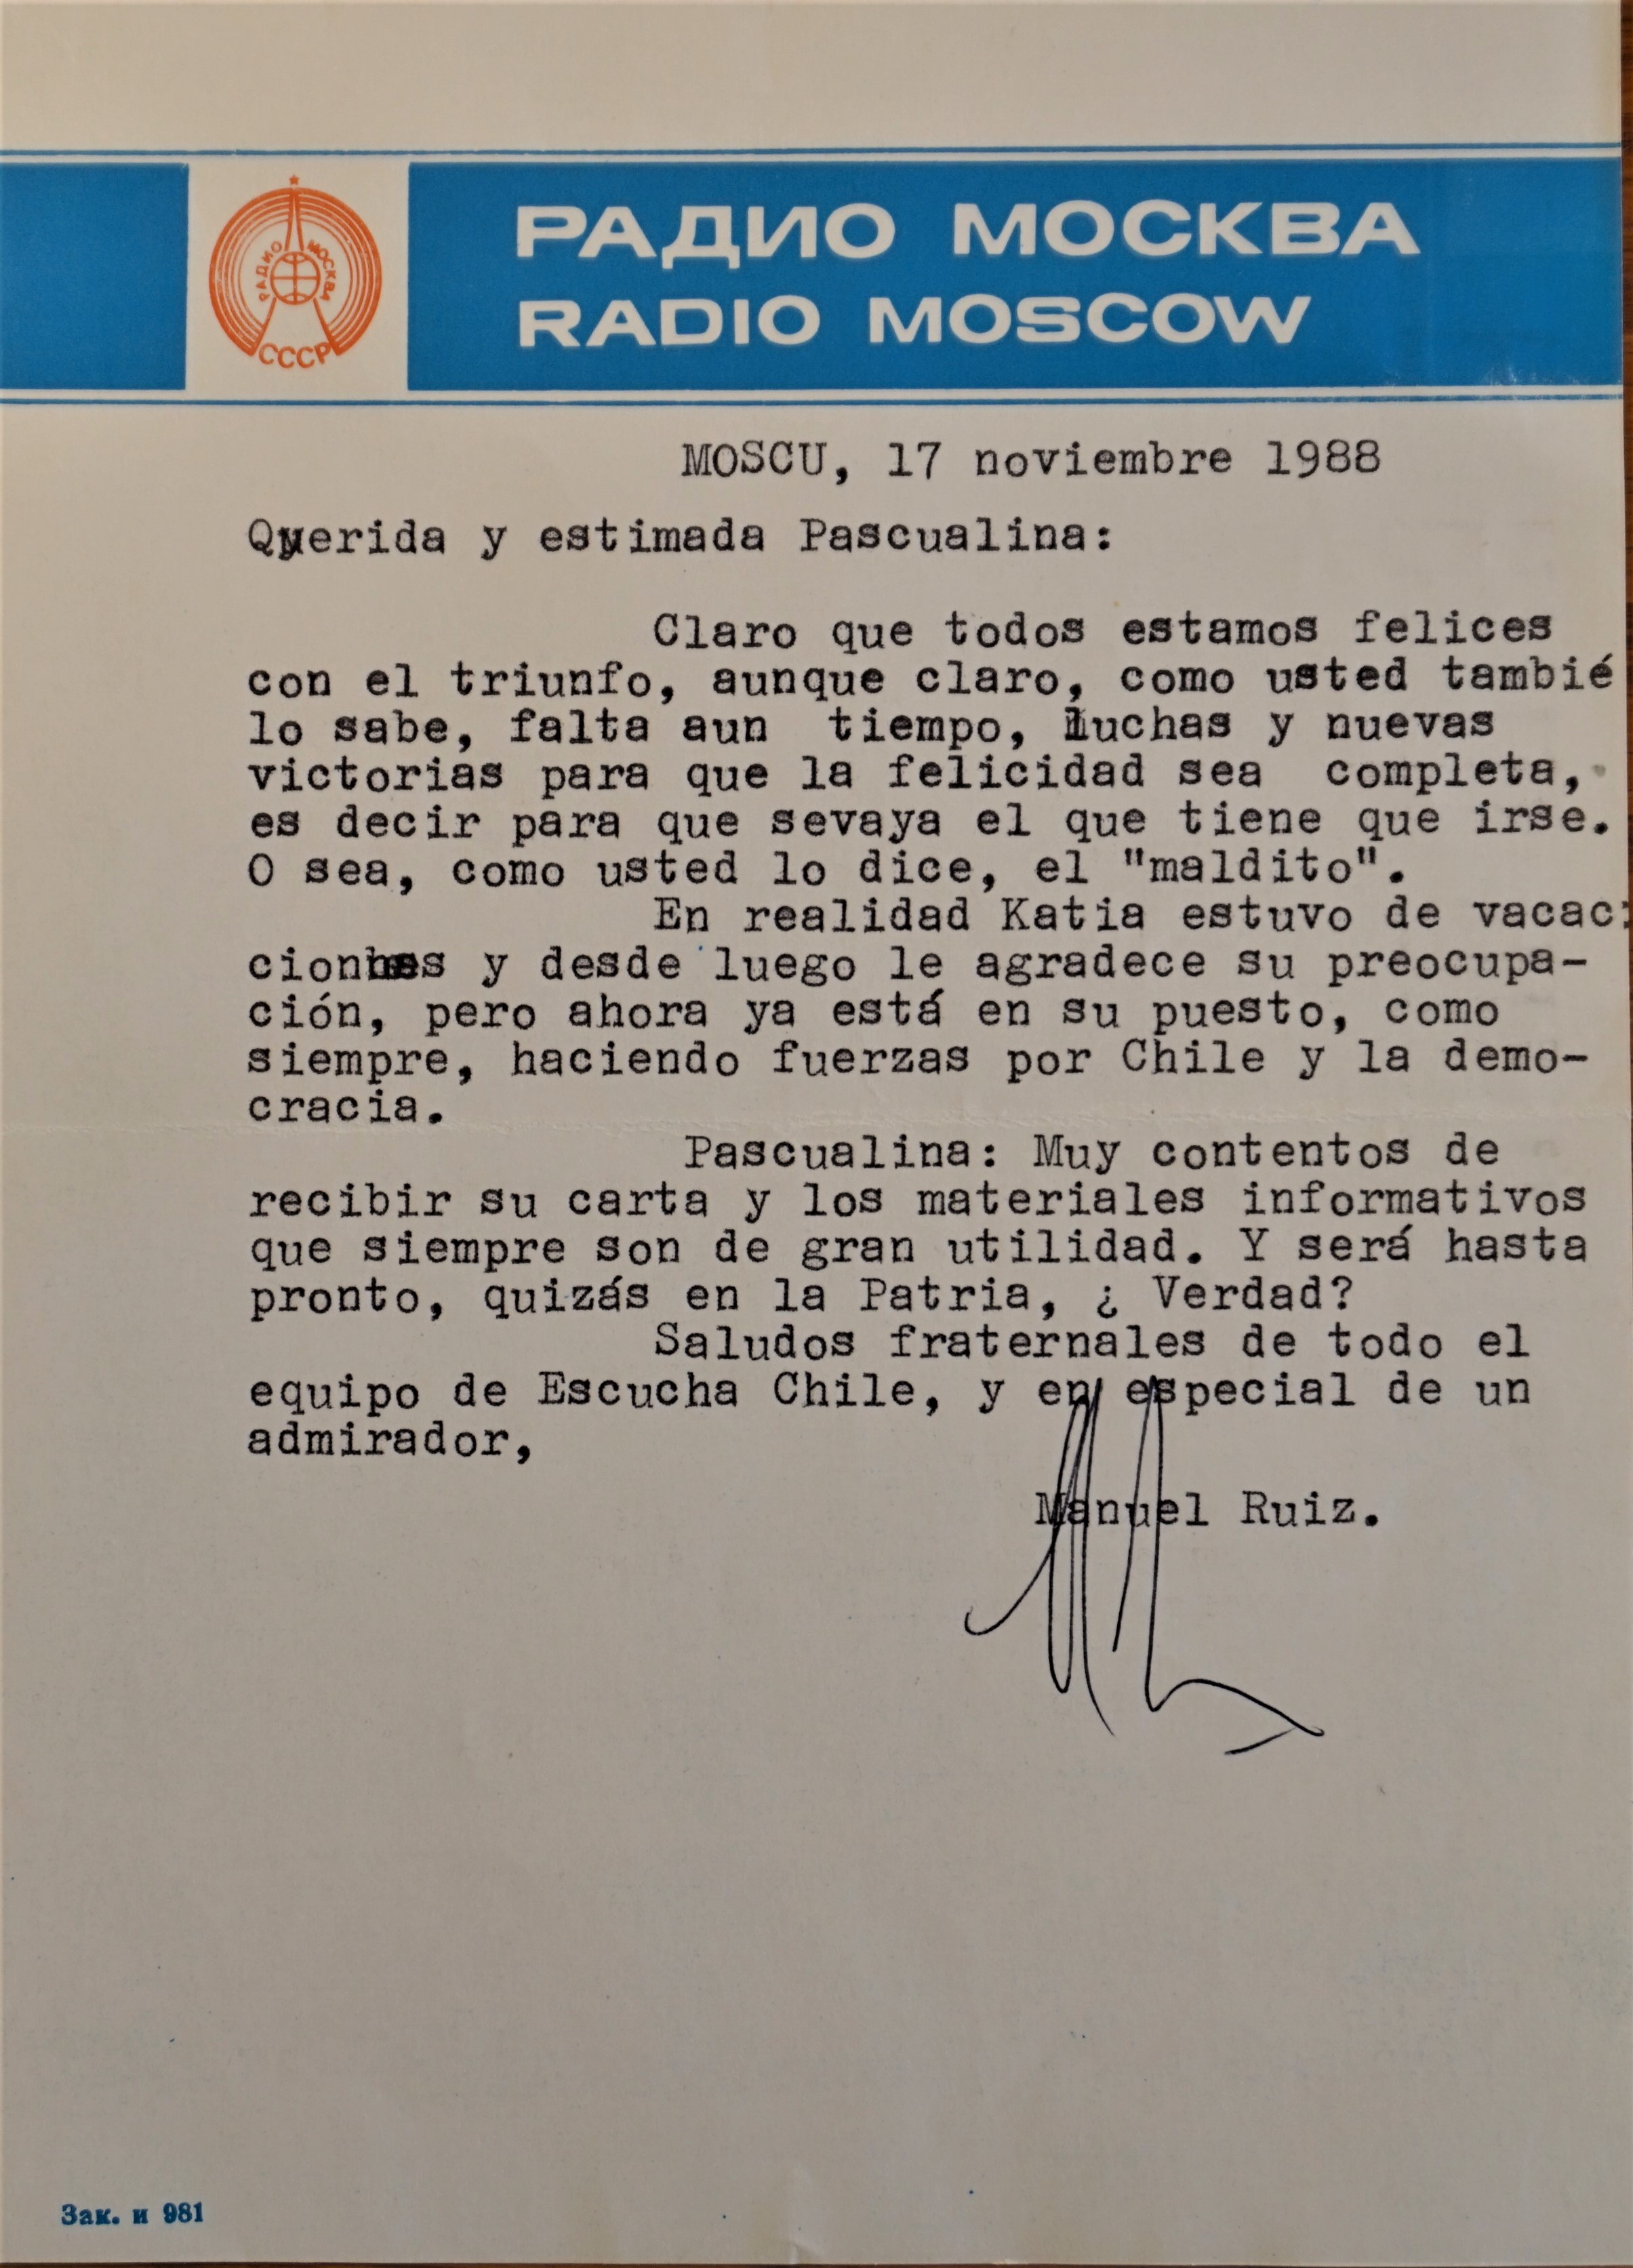 РАДИО МОСКВА
СССР
РАДИО МОСКВА
RADIO MOSCOW
MOSCU, 17 noviembre 1988
Querida y estimada Pascualina:
Claro que todos estamos felices
con el triunfo, aunque claro, como usted tambié
lo sabe, falta aun tiempo, luchas y nuevas
victorias para que la felicidad sea completa,
es decir para que sevaya el que tiene que irse.
O sea, como usted lo dice, el "maldito".
En realidad Katia estuvo de vacac
ciones y desde luego le agradece su preocupa-
ción, pero ahora ya está en su puesto, como
siempre, haciendo fuerzas por Chile y la demo-
cracia.
Pascualina: Muy contentos de
recibir su carta y los materiales informativos
que siempre son de gran utilidad. Y será hasta
pronto, quizás en la Patria, ¿ Verdad?
Saludos fraternales de todo el
equipo de Escucha Chile, y en especial de un
admirador,
Manuel Ruiz.
Зак. и 981